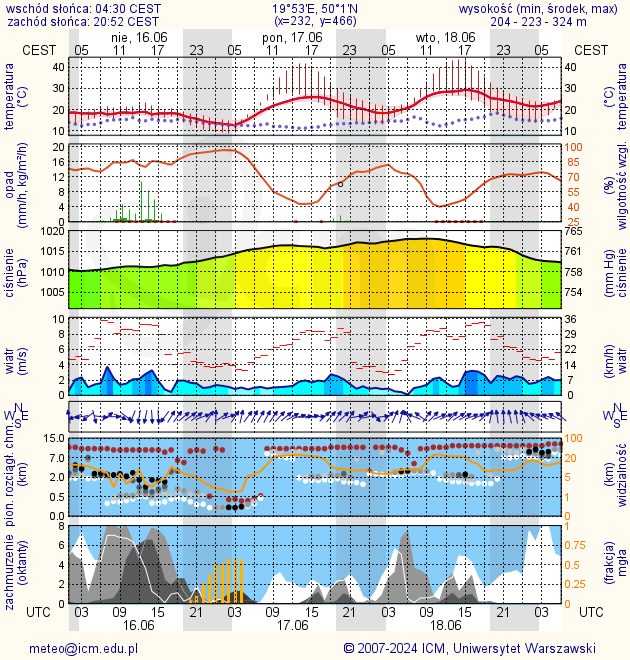 wschód słońca: 04:30 CEST 19°53'E, 50°1'N wysokość (min, środek, max)
zachód słońca: 20:52 CEST (x=232, y=466) 204 - 223 - 324 m
nie, 16.06 pon, 17.06 wto, 18.06
CEST 05 11 17 23 05 11 17 23 05 11 17 23 05 CEST
temperatura (°C) 40 30 20 10 40 30 20 10 (°C) temperatura
opad (mm/h, kg/m²/h) 20 16 12 8 4 0 100 85 70 55 40 25 (%) wilgotność wzgl.
ciśnienie (hPa) 1020 1015 1010 1005 765 761 758 754 (mm Hg) ciśnienie
wiatr (m/s) 10 8 6 4 2 0 36 29 22 14 7 0 (km/h) wiatr
N W E S N W E S
pion. rozciągł. chm. (km) 15.0 7.0 2.0 0.5 0.0 100 20 5 1 0 (km) widzialność
zachmurzenie (oktanty) 8 6 4 2 0 1 0.75 0.5 0.25 0 (frakcja) mgła
UTC 03 09 15 21 03 09 15 21 03 09 15 21 03 UTC
16.06 17.06 18.06
meteo@icm.edu.pl © 2007-2024 ICM, Uniwersytet Warszawski